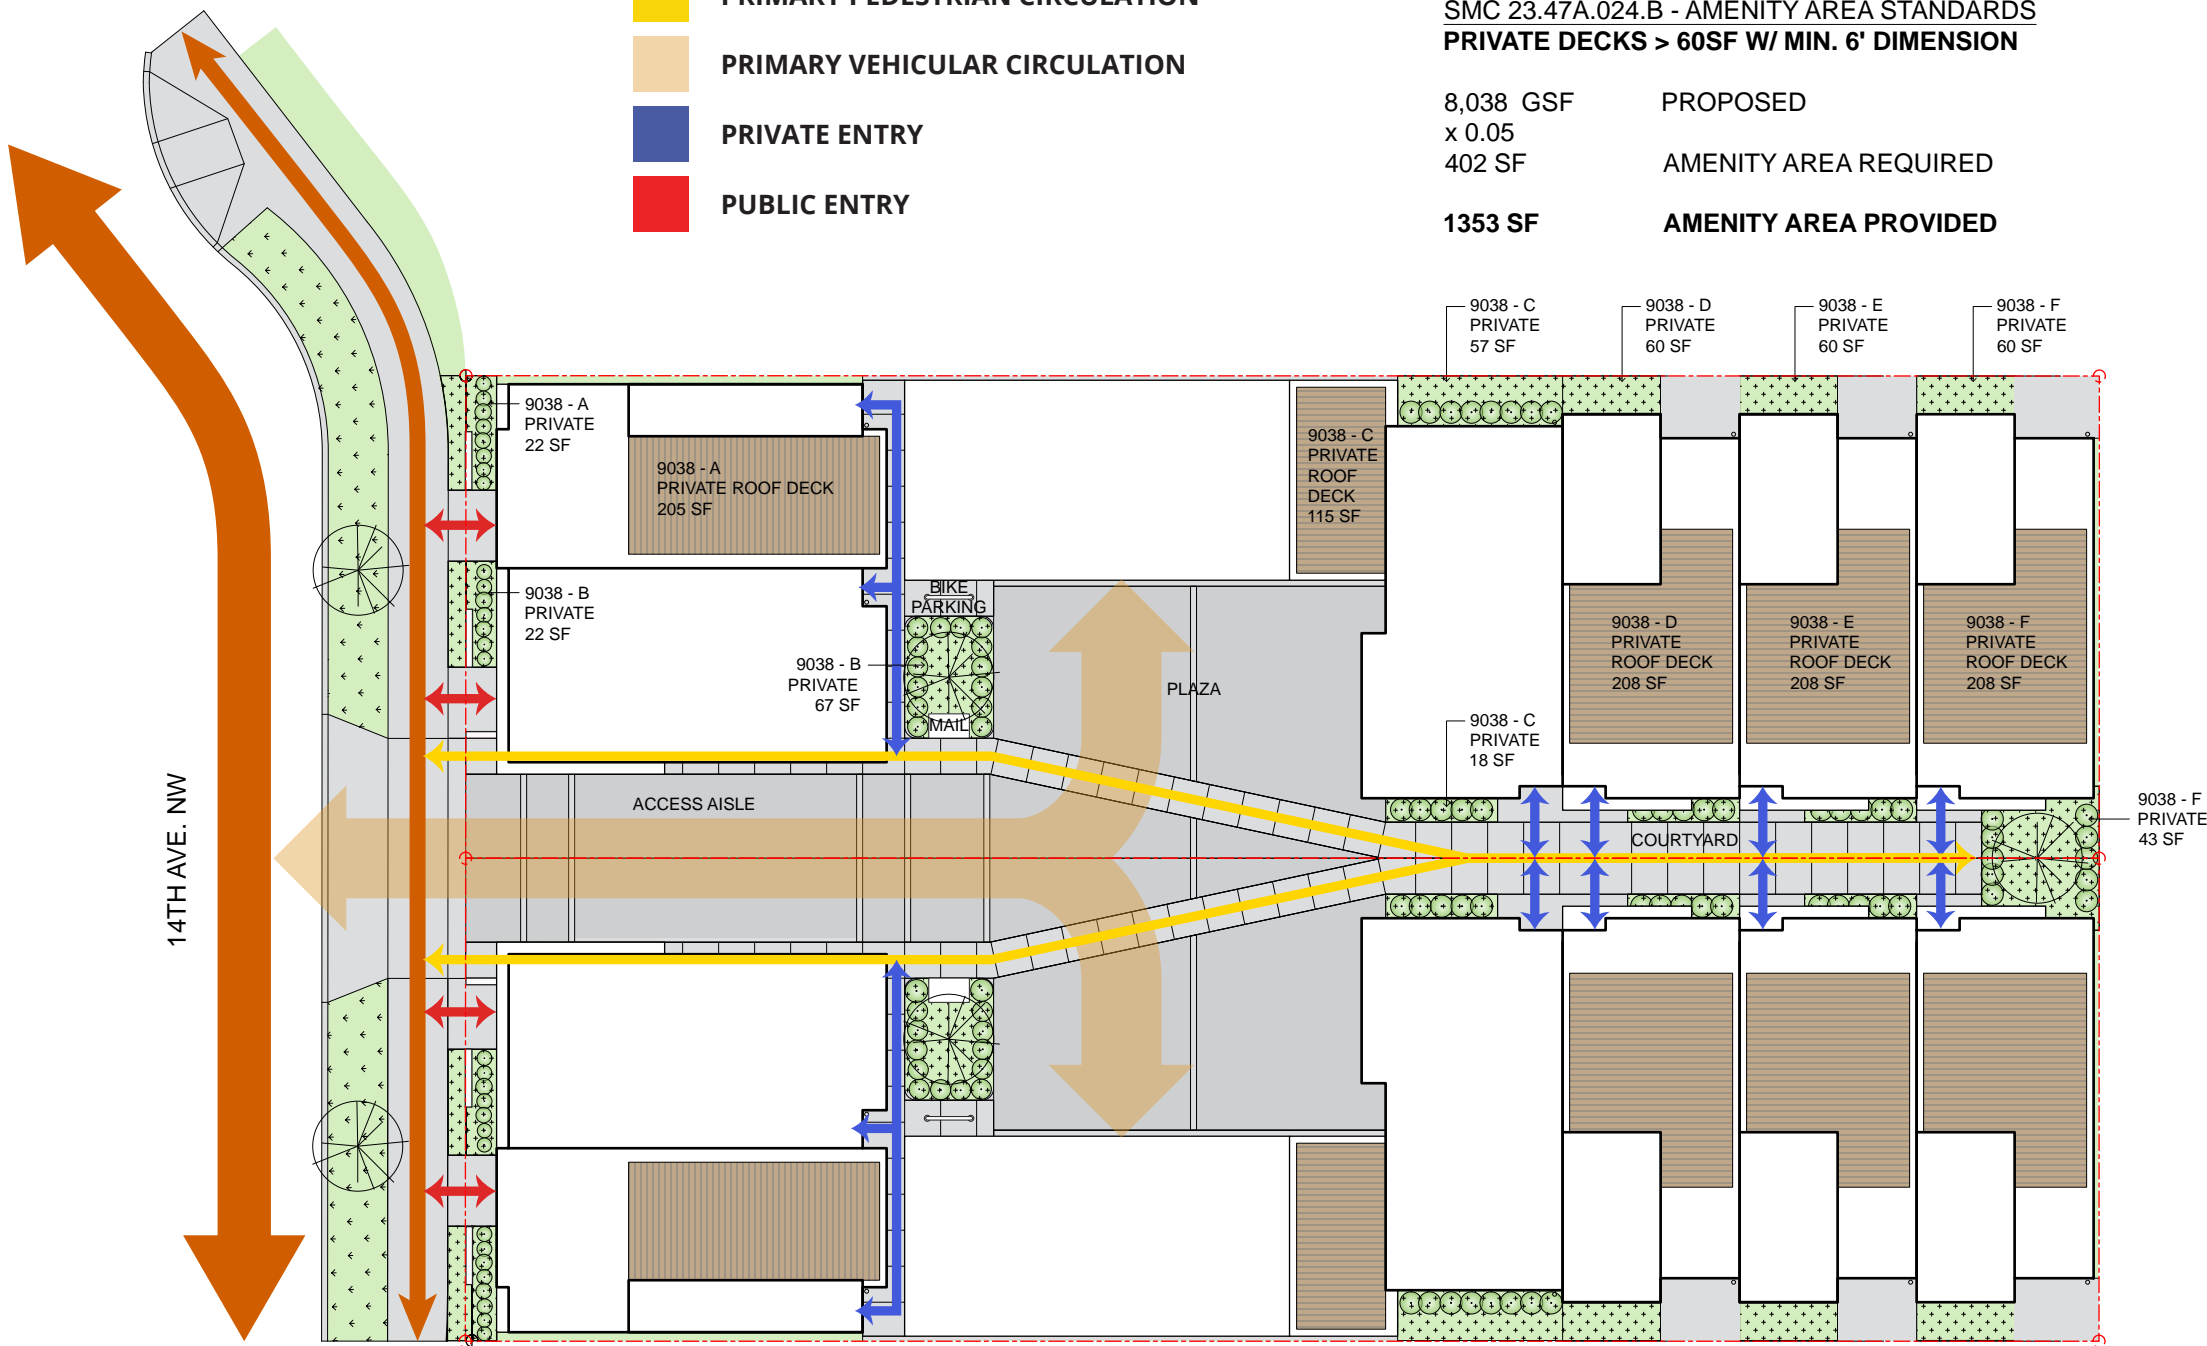 PRIMARY PEDESTRIAN CIRCULATION
PRIMARY VEHICULAR CIRCULATION
PRIVATE ENTRY
PUBLIC ENTRY
SMC 23.47A.024.B - AMENITY AREA STANDARDS
PRIVATE DECKS > 60SF W/ MIN. 6' DIMENSION
8,038 GSF PROPOSED
x 0.05
402 SF AMENITY AREA REQUIRED
1353 SF AMENITY AREA PROVIDED
9038 - C
PRIVATE
57 SF
9038 - D
PRIVATE
60 SF
9038 - E
PRIVATE
60 SF
9038 - F
PRIVATE
60 SF
9038 - A
PRIVATE
22 SF
9038 - A
PRIVATE ROOF DECK
205 SF
9038 - C
PRIVATE
ROOF
DECK
115 SF
9038 - B
PRIVATE
22 SF
BIKE
PARKING
9038 - B
PRIVATE
67 SF
MAIL
PLAZA
9038 - D
PRIVATE
ROOF DECK
208 SF
9038 - E
PRIVATE
ROOF DECK
208 SF
9038 - F
PRIVATE
ROOF DECK
208 SF
9038 - C
PRIVATE
18 SF
ACCESS AISLE
COURTYARD
9038 - F
PRIVATE
43 SF
14TH AVE. NW